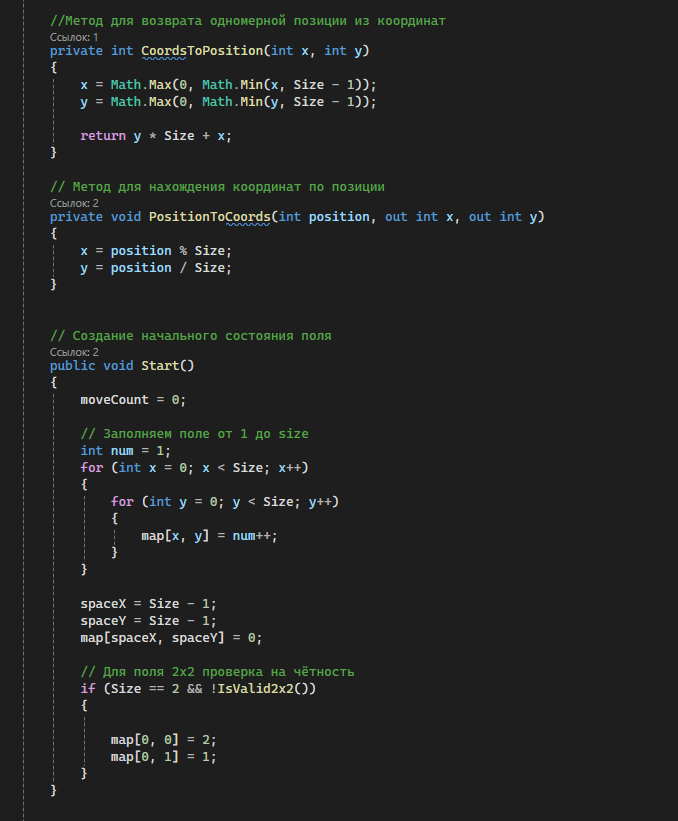 //Метод для возврата одномерной позиции из координат
Ссылок: 1
private int CoordsToPosition(int x, int y)
{
x = Math.Max(0, Math.Min(x, Size - 1));
y = Math.Max(0, Math.Min(y, Size - 1));
return y * Size + x;
}
// Метод для нахождения координат по позиции
Ссылок: 2
private void PositionToCoords(int position, out int x, out int y)
{
x = position % Size;
y = position / Size;
}
// Создание начального состояния поля
Ссылок: 2
public void Start()
{
moveCount = 0;
// Заполняем поле от 1 до size
int num = 1;
for (int x = 0; x < Size; x++)
{
for (int y = 0; y < Size; y++)
{
map[x, y] = num++;
}
}
spaceX = Size - 1;
spaceY = Size - 1;
map[spaceX, spaceY] = 0;
// Для поля 2x2 проверка на чётность
if (Size == 2 && !IsValid2x2())
{
map[0, 0] = 2;
map[0, 1] = 1;
}
}